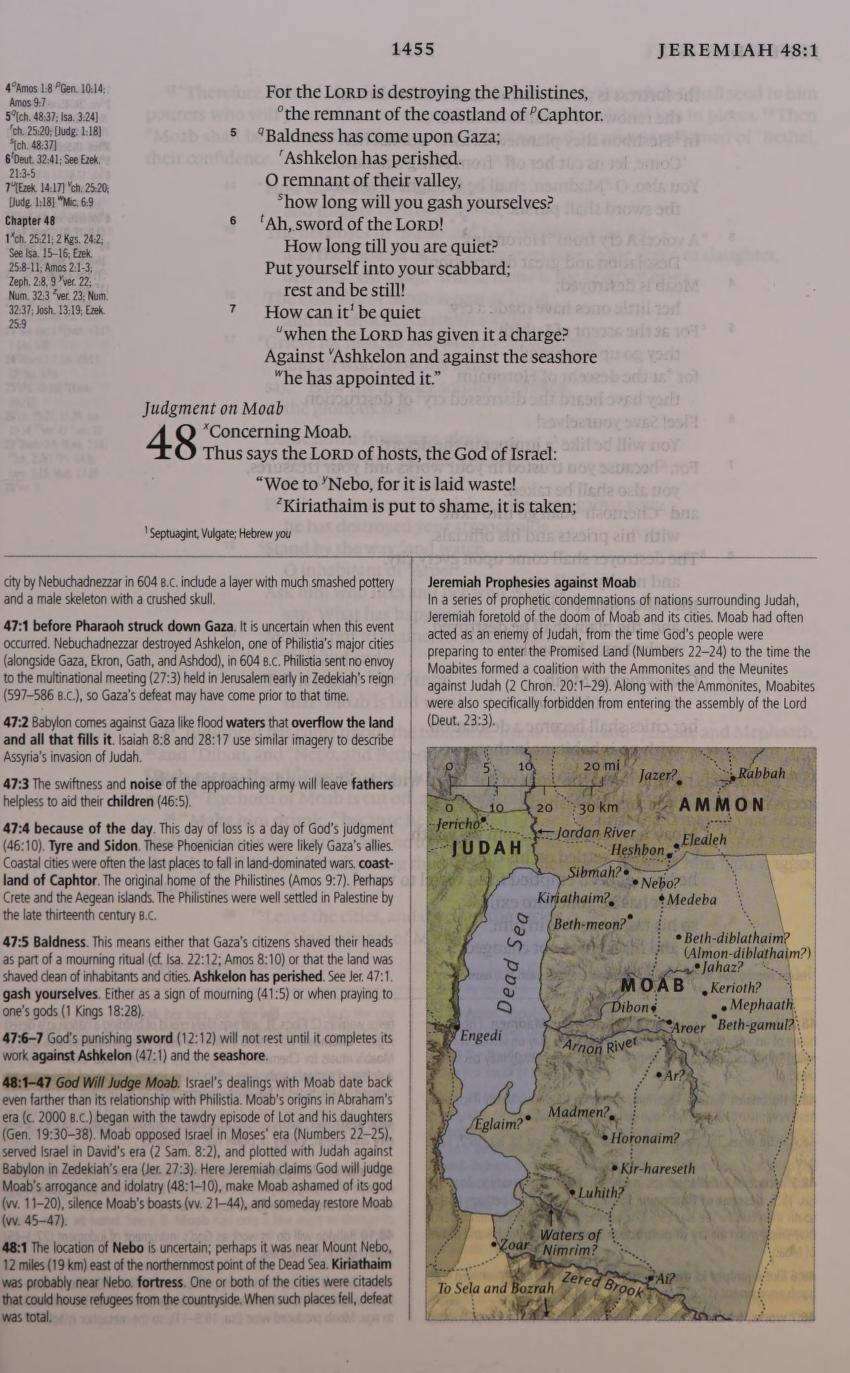 1455
JEREMIAH 48:1
4ᵒAmos 1:8 ᵖGen. 10:14;
Amos 9:7
5ᵠ[ch. 48:37; Isa. 3:24]
ʳch. 25:20; [Judg. 1:18]
ˢ[ch. 48:37]
6ᵗDeut. 32:41; See Ezek.
21:3-5
7ᵘ[Ezek. 14:17] ᵛch. 25:20;
[Judg. 1:18] ʷMic. 6:9
Chapter 48
1ˣch. 25:21; 2 Kgs. 24:2;
See Isa. 15–16; Ezek.
25:8-11; Amos 2:1-3;
Zeph. 2:8, 9 ʸver. 22;
Num. 32:3 ᶻver. 23; Num.
32:37; Josh. 13:19; Ezek.
25:9
For the LORD is destroying the Philistines,
ᵒthe remnant of the coastland of ᵖCaphtor.
5 ᵠBaldness has come upon Gaza;
ʳAshkelon has perished.
O remnant of their valley,
ˢhow long will you gash yourselves?
6 ᵗAh, sword of the LORD!
How long till you are quiet?
Put yourself into your scabbard;
rest and be still!
7 How can it¹ be quiet
ᵘwhen the LORD has given it a charge?
Against ᵛAshkelon and against the seashore
ʷhe has appointed it.”
Judgment on Moab
48 ˣConcerning Moab.
Thus says the LORD of hosts, the God of Israel:
“Woe to ʸNebo, for it is laid waste!
ᶻKiriathaim is put to shame, it is taken;
¹ Septuagint, Vulgate; Hebrew you
city by Nebuchadnezzar in 604 B.C. include a layer with much smashed pottery
and a male skeleton with a crushed skull.
47:1 before Pharaoh struck down Gaza. It is uncertain when this event
occurred. Nebuchadnezzar destroyed Ashkelon, one of Philistia’s major cities
(alongside Gaza, Ekron, Gath, and Ashdod), in 604 B.C. Philistia sent no envoy
to the multinational meeting (27:3) held in Jerusalem early in Zedekiah’s reign
(597–586 B.C.), so Gaza’s defeat may have come prior to that time.
47:2 Babylon comes against Gaza like flood waters that overflow the land
and all that fills it. Isaiah 8:8 and 28:17 use similar imagery to describe
Assyria’s invasion of Judah.
47:3 The swiftness and noise of the approaching army will leave fathers
helpless to aid their children (46:5).
47:4 because of the day. This day of loss is a day of God’s judgment
(46:10). Tyre and Sidon. These Phoenician cities were likely Gaza’s allies.
Coastal cities were often the last places to fall in land-dominated wars. coast-
land of Caphtor. The original home of the Philistines (Amos 9:7). Perhaps
Crete and the Aegean islands. The Philistines were well settled in Palestine by
the late thirteenth century B.C.
47:5 Baldness. This means either that Gaza’s citizens shaved their heads
as part of a mourning ritual (cf. Isa. 22:12; Amos 8:10) or that the land was
shaved clean of inhabitants and cities. Ashkelon has perished. See Jer. 47:1.
gash yourselves. Either as a sign of mourning (41:5) or when praying to
one’s gods (1 Kings 18:28).
47:6–7 God’s punishing sword (12:12) will not rest until it completes its
work against Ashkelon (47:1) and the seashore.
48:1–47 God Will Judge Moab. Israel’s dealings with Moab date back
even farther than its relationship with Philistia. Moab’s origins in Abraham’s
era (c. 2000 B.C.) began with the tawdry episode of Lot and his daughters
(Gen. 19:30–38). Moab opposed Israel in Moses’ era (Numbers 22–25),
served Israel in David’s era (2 Sam. 8:2), and plotted with Judah against
Babylon in Zedekiah’s era (Jer. 27:3). Here Jeremiah claims God will judge
Moab’s arrogance and idolatry (48:1–10), make Moab ashamed of its god
(vv. 11–20), silence Moab’s boasts (vv. 21–44), and someday restore Moab
(vv. 45–47).
48:1 The location of Nebo is uncertain; perhaps it was near Mount Nebo,
12 miles (19 km) east of the northernmost point of the Dead Sea. Kiriathaim
was probably near Nebo. fortress. One or both of the cities were citadels
that could house refugees from the countryside. When such places fell, defeat
was total.
Jeremiah Prophesies against Moab
In a series of prophetic condemnations of nations surrounding Judah,
Jeremiah foretold of the doom of Moab and its cities. Moab had often
acted as an enemy of Judah, from the time God’s people were
preparing to enter the Promised Land (Numbers 22–24) to the time the
Moabites formed a coalition with the Ammonites and the Meunites
against Judah (2 Chron. 20:1–29). Along with the Ammonites, Moabites
were also specifically forbidden from entering the assembly of the Lord
(Deut. 23:3).
0 5 10 20 mi
0 10 20 30 km
Jazer?
Rabbah
AMMON
Jericho
Jordan River
JUDAH
Heshbon
Elealeh
Sibmah?
Nebo?
Kiriathaim?
Medeba
Beth-meon?
Dead Sea
Beth-diblathaim?
(Almon-diblathaim?)
Jahaz?
MOAB
Kerioth?
Dibon
Mephaath
Aroer
Beth-gamul?
Engedi
Arnon River
Ar?
Madmen?
Eglaim?
Horonaim?
Kir-hareseth
Luhith?
Waters of
Nimrim?
Zoar
Zered Brook
Ai?
To Sela and Bozrah